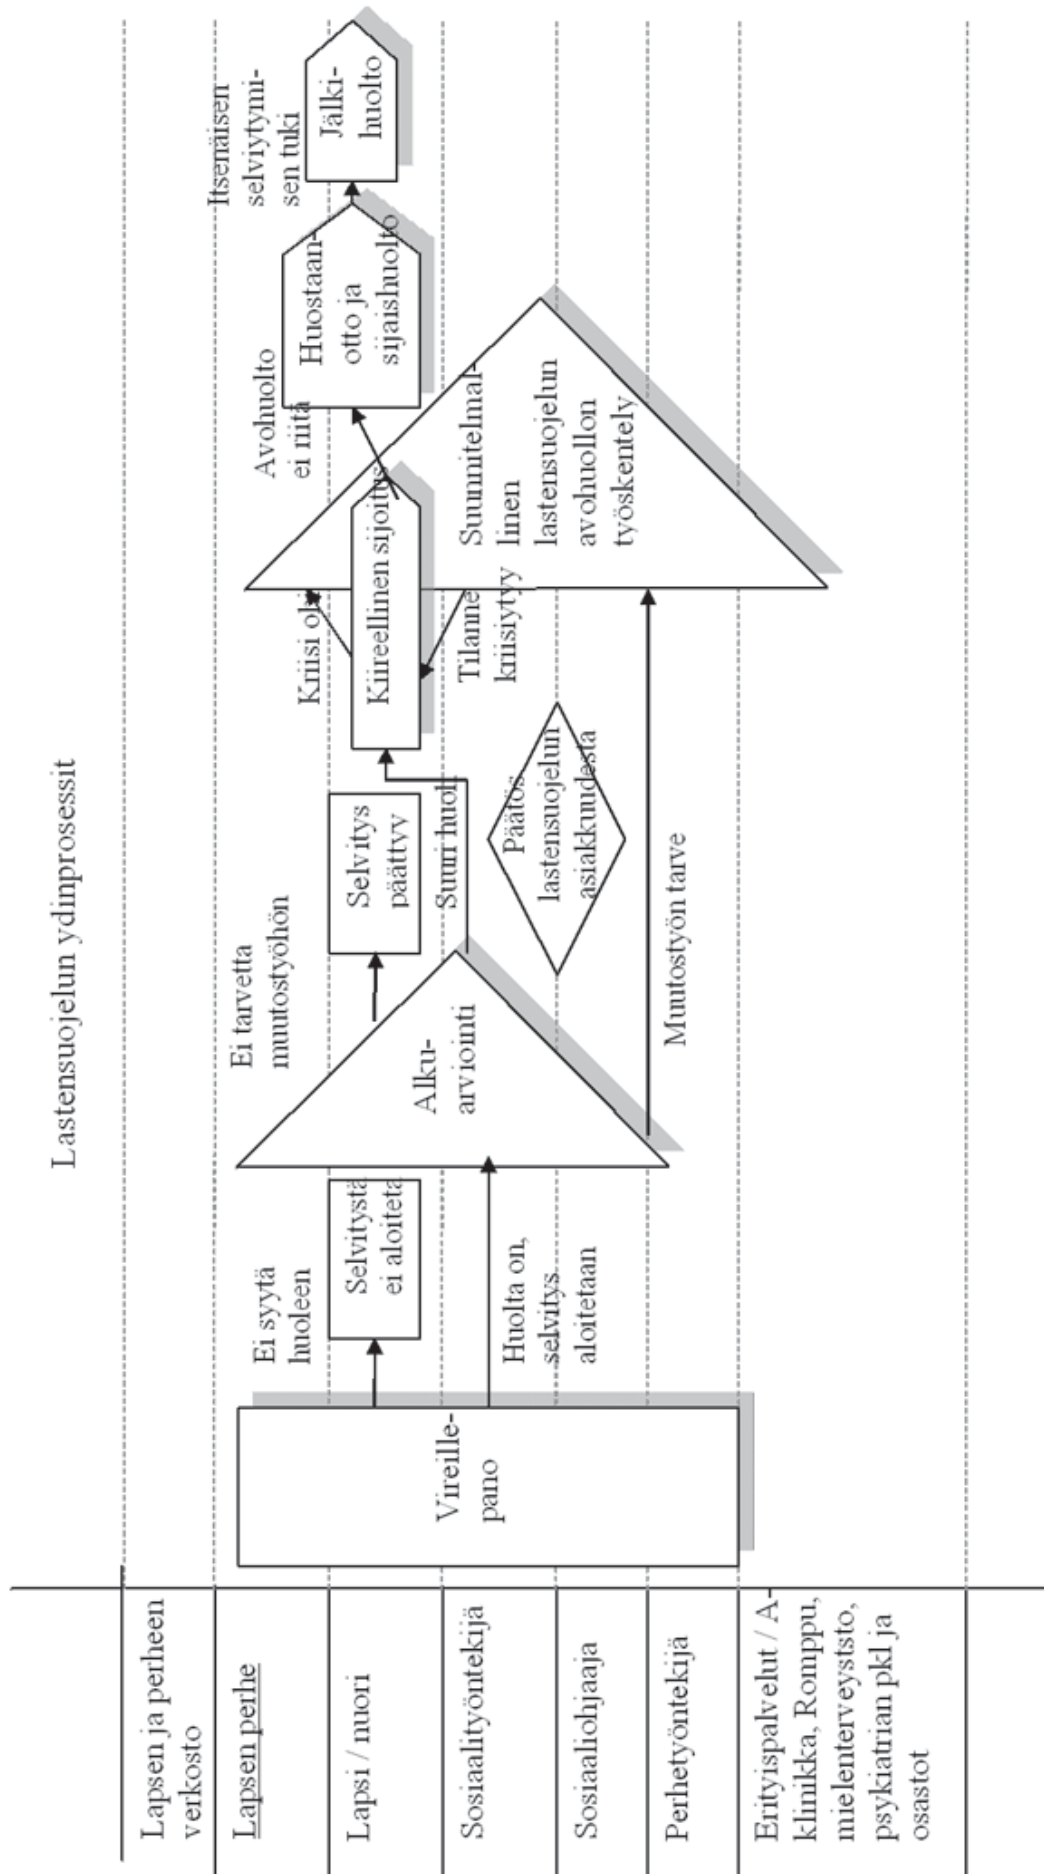 Lastensuojelun ydinprosessit
Lapsen ja perheen
verkosto
Lapsen perhe
Lapsi / nuori
Sosiaalityöntekijä
Sosiaaliohjaaja
Perhetyöntekijä
Erityispalvelut / A-
klinikka, Romppu,
mielenterveyststo,
psykiatrian pkl ja
osastot
Vireille-
pano
Ei syytä
huoleen
Selvitystä
ei aloiteta
Huolta on,
selvitys
aloitetaan
Alku-
arviointi
Ei tarvetta
muutostyöhön
Selvitys
päättyy
Suuri huoli
Päätös
lastensuojelun
asiakkuudesta
Muutostyön tarve
Kriisi ohi
Kiireellinen sijoitus
Tilanne
kriisiytyy
Suunnitelmal-
linen
lastensuojelun
avohuollon
työskentely
Avohuolto
ei riitä
Huostaan-
otto ja
sijaishuolto
Itsenäisen
selviytymi-
sen tuki
Jälki-
huolto